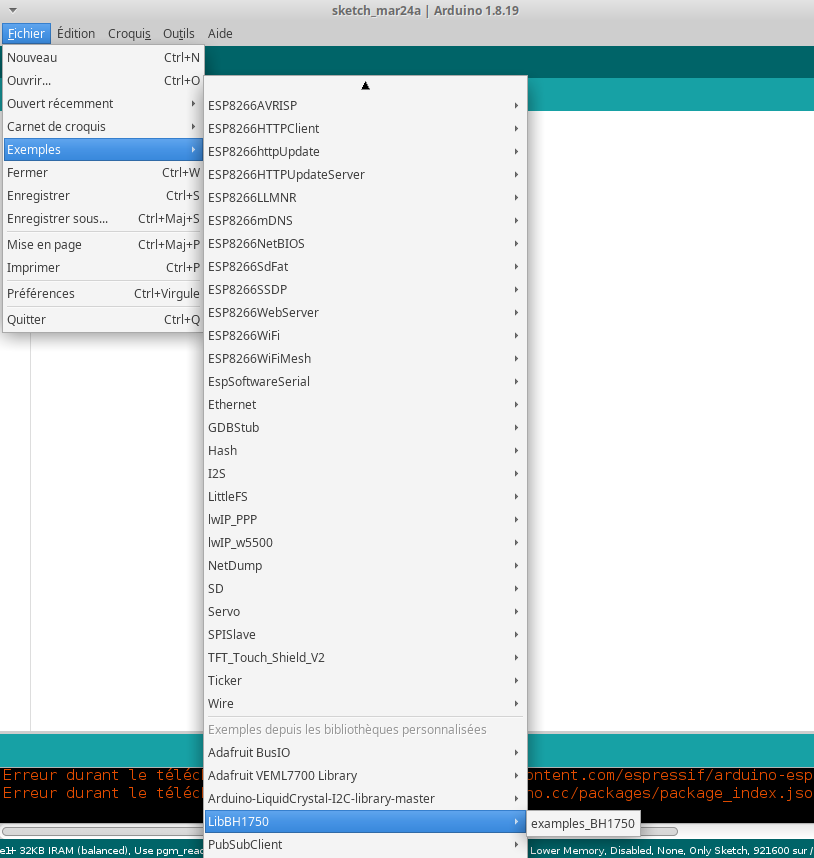 sketch_mar24a | Arduino 1.8.19
Fichier Édition Croquis Outils Aide
Nouveau Ctrl+N
Ouvrir... Ctrl+O
Ouvert récemment
Carnet de croquis
Exemples
Fermer Ctrl+W
Enregistrer Ctrl+S
Enregistrer sous... Ctrl+Maj+S
Mise en page Ctrl+Maj+P
Imprimer Ctrl+P
Préférences Ctrl+Virgule
Quitter Ctrl+Q
ESP8266AVRISP
ESP8266HTTPClient
ESP8266httpUpdate
ESP8266HTTPUpdateServer
ESP8266LLMNR
ESP8266mDNS
ESP8266NetBIOS
ESP8266SdFat
ESP8266SSDP
ESP8266WebServer
ESP8266WiFi
ESP8266WiFiMesh
EspSoftwareSerial
Ethernet
GDBStub
Hash
I2S
LittleFS
lwIP_PPP
lwIP_w5500
NetDump
SD
Servo
SPISlave
TFT_Touch_Shield_V2
Ticker
Wire
Exemples depuis les bibliothèques personnalisées
Adafruit BusIO
Adafruit VEML7700 Library
Arduino-LiquidCrystal-I2C-library-master
LibBH1750
PubSubClient
examples_BH1750
Erreur durant le téléc ontent.com/espressif/arduino-esp
Erreur durant le téléc no.cc/packages/package_index.jso
32KB IRAM (balanced), Use pgm_read Lower Memory, Disabled, None, Only Sketch, 921600 sur /